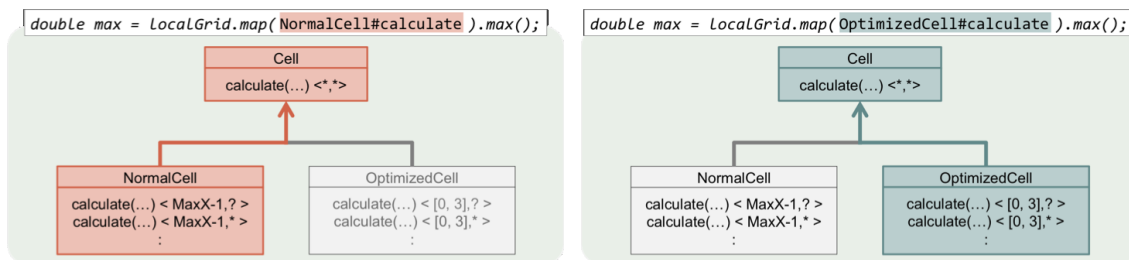 double max = LocalGrid.map( NormalCell#calculate ).max();
Cell
calculate(…) <*,*>
NormalCell
calculate(…) < MaxX-1,? >
calculate(…) < MaxX-1,* >
:
OptimizedCell
calculate(…) < [0, 3],? >
calculate(…) < [0, 3],* >
:
double max = LocalGrid.map( OptimizedCell#calculate ).max();
Cell
calculate(…) <*,*>
NormalCell
calculate(…) < MaxX-1,? >
calculate(…) < MaxX-1,* >
:
OptimizedCell
calculate(…) < [0, 3],? >
calculate(…) < [0, 3],* >
: